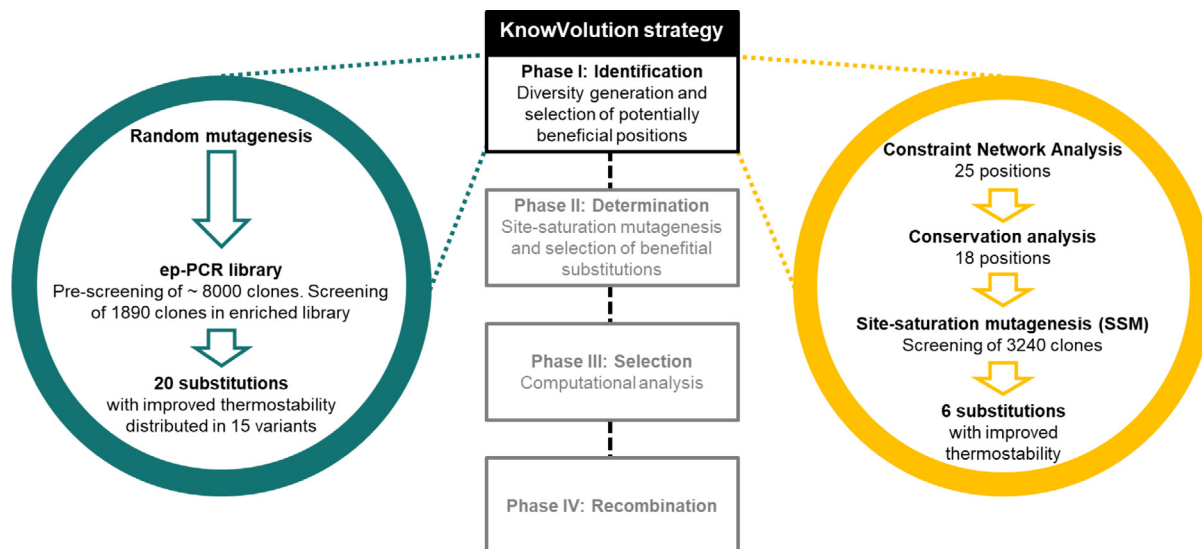 KnowVolution strategy
Phase I: Identification
Diversity generation and
selection of potentially
beneficial positions
Phase II: Determination
Site-saturation mutagenesis
and selection of benefitial
substitutions
Phase III: Selection
Computational analysis
Phase IV: Recombination
Random mutagenesis
ep-PCR library
Pre-screening of ~ 8000 clones. Screening
of 1890 clones in enriched library
20 substitutions
with improved thermostability
distributed in 15 variants
Constraint Network Analysis
25 positions
Conservation analysis
18 positions
Site-saturation mutagenesis (SSM)
Screening of 3240 clones
6 substitutions
with improved
thermostability